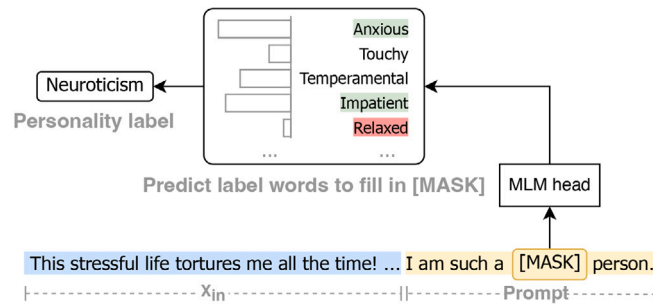 Anxious
Touchy
Temperamental
Impatient
Relaxed
... ...
Neuroticism
Personality label
Predict label words to fill in [MASK]
MLM head
This stressful life tortures me all the time! ... I am such a [MASK] person.
Xin Prompt